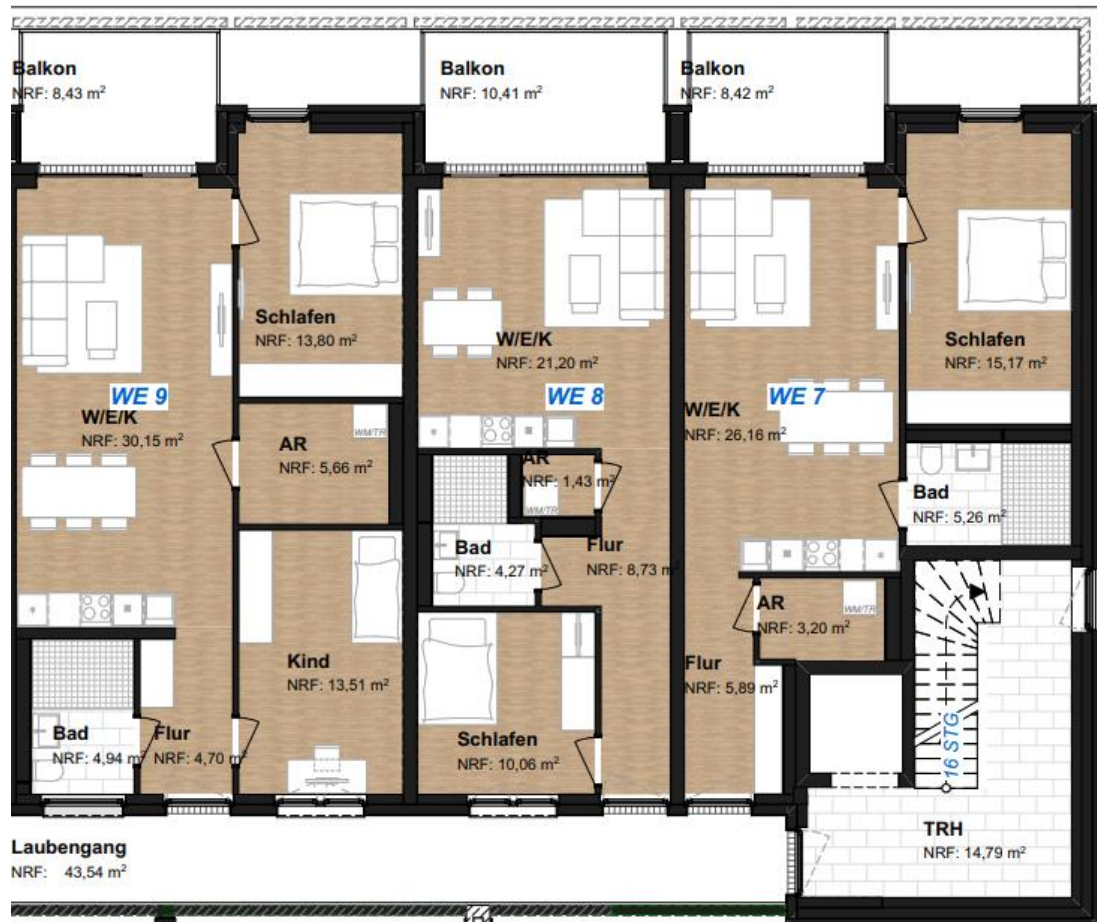 Balkon
NRF: 8,43 m²
Balkon
NRF: 10,41 m²
Balkon
NRF: 8,42 m²
Schlafen
NRF: 13,80 m²
W/E/K
NRF: 21,20 m²
Schlafen
NRF: 15,17 m²
WE 9
WE 8
WE 7
W/E/K
NRF: 30,15 m²
W/E/K
NRF: 26,16 m²
AR
NRF: 5,66 m²
WM/TR
AR
NRF: 1,43 m²
WM/TR
Bad
NRF: 5,26 m²
Bad
NRF: 4,27 m²
Flur
NRF: 8,73 m²
AR
NRF: 3,20 m²
WM/TR
Kind
NRF: 13,51 m²
Flur
NRF: 5,89 m²
Bad
NRF: 4,94 m²
Flur
NRF: 4,70 m²
Schlafen
NRF: 10,06 m²
16 STG
TRH
NRF: 14,79 m²
Laubengang
NRF: 43,54 m²